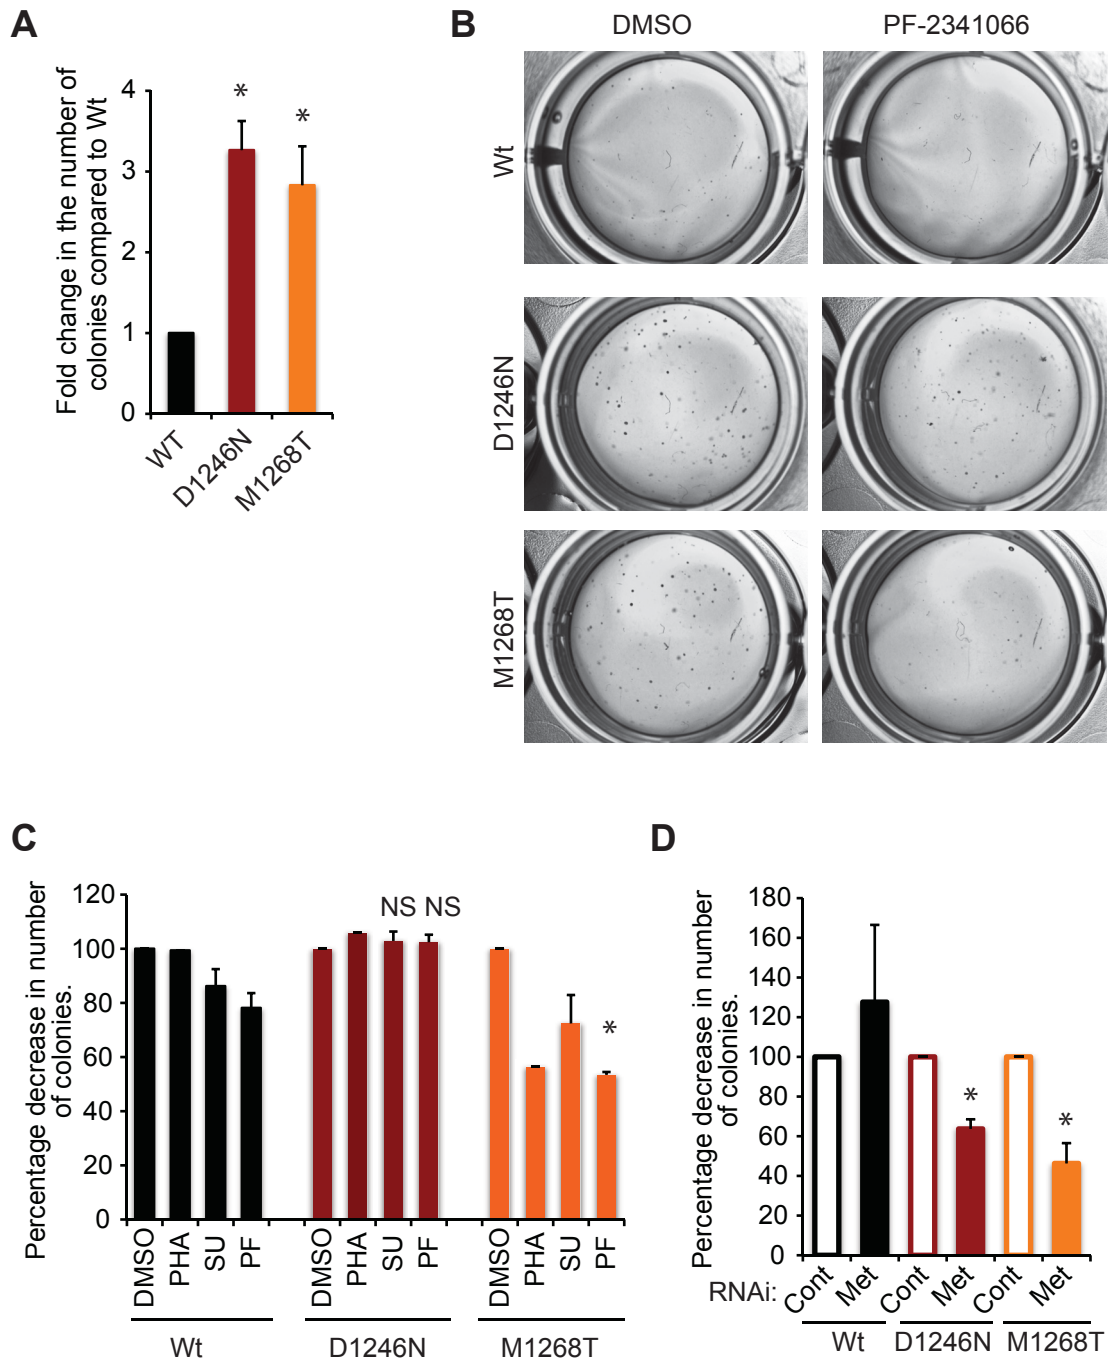 A
Fold change in the number of
colonies compared to Wt
4
3
2
1
0
*
*
WT
D1246N
M1268T
B
DMSO
PF-2341066
Wt
D1246N
M1268T
C
Percentage decrease in number
of colonies.
120
100
80
60
40
20
0
NS NS
*
DMSO
PHA
SU
PF
DMSO
PHA
SU
PF
DMSO
PHA
SU
PF
Wt
D1246N
M1268T
D
Percentage decrease in number
of colonies.
180
160
140
120
100
80
60
40
20
0
*
*
RNAi:
Cont
Met
Cont
Met
Cont
Met
Wt
D1246N
M1268T